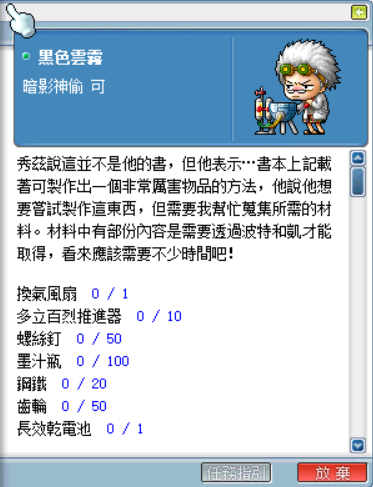 黑色雲霧
暗影神偷 可
秀茲說這並不是他的書，但他表示…書本上記載
著可製作出一個非常厲害物品的方法，他說他想
要嘗試製作這東西，但需要我幫忙蒐集所需的材
料。材料中有部份內容是需要透過波特和凱才能
取得，看來應該需要不少時間吧！
換氣風扇 0 / 1
多立百烈推進器 0 / 10
螺絲釘 0 / 50
墨汁瓶 0 / 100
鋼鐵 0 / 20
齒輪 0 / 50
長效乾電池 0 / 1
任務指引
放棄